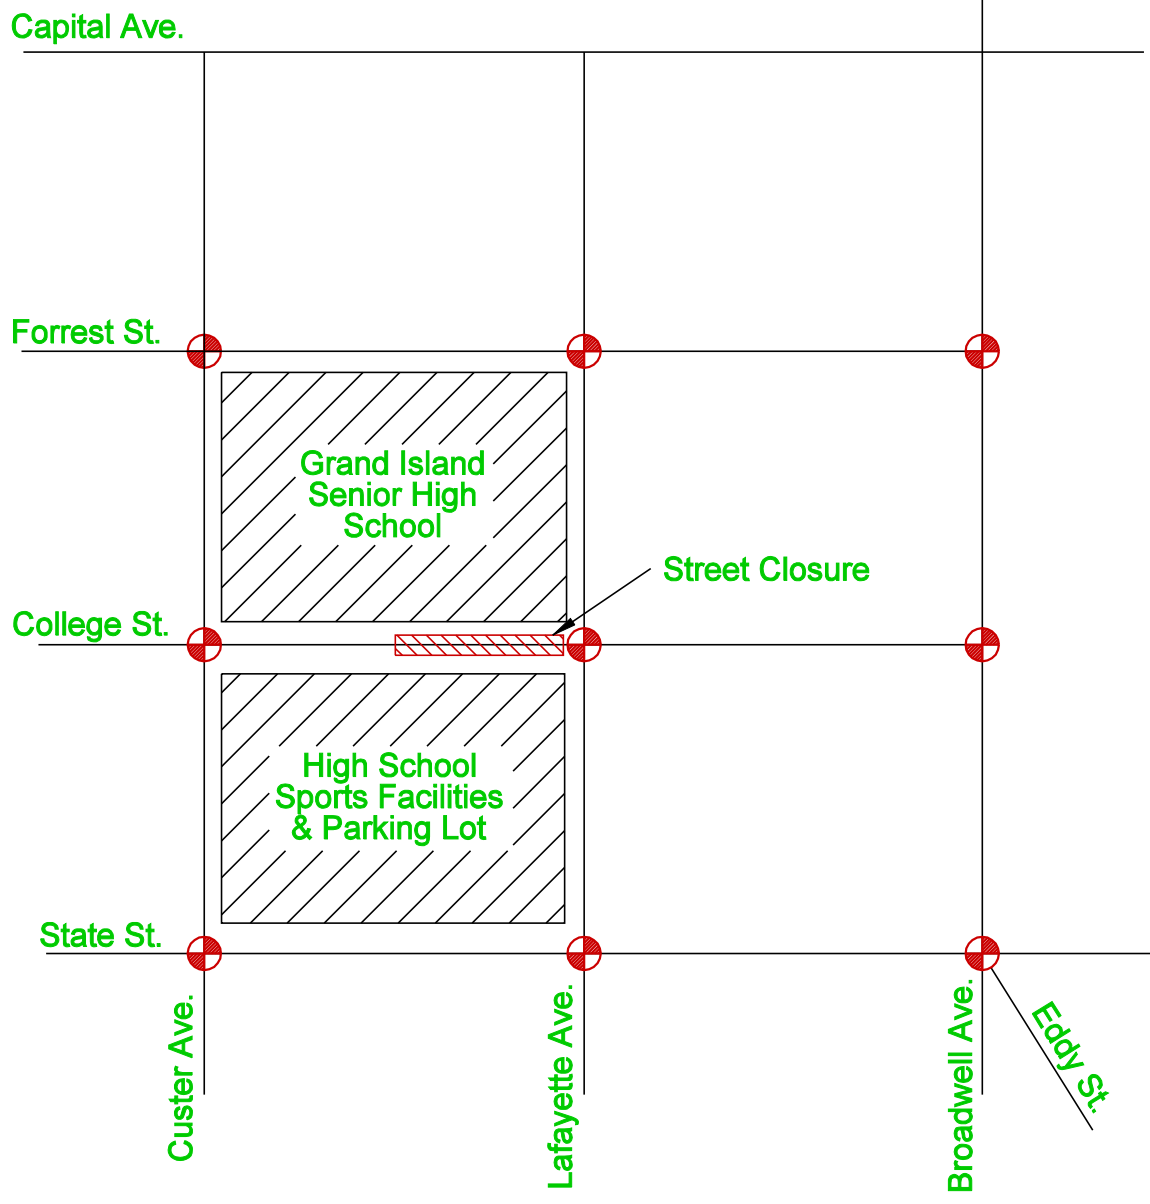 Capital Ave.
Forrest St.
Grand Island
Senior High
School
Street Closure
College St.
High School
Sports Facilities
& Parking Lot
State St.
Custer Ave.
Lafayette Ave.
Broadwell Ave.
Eddy St.